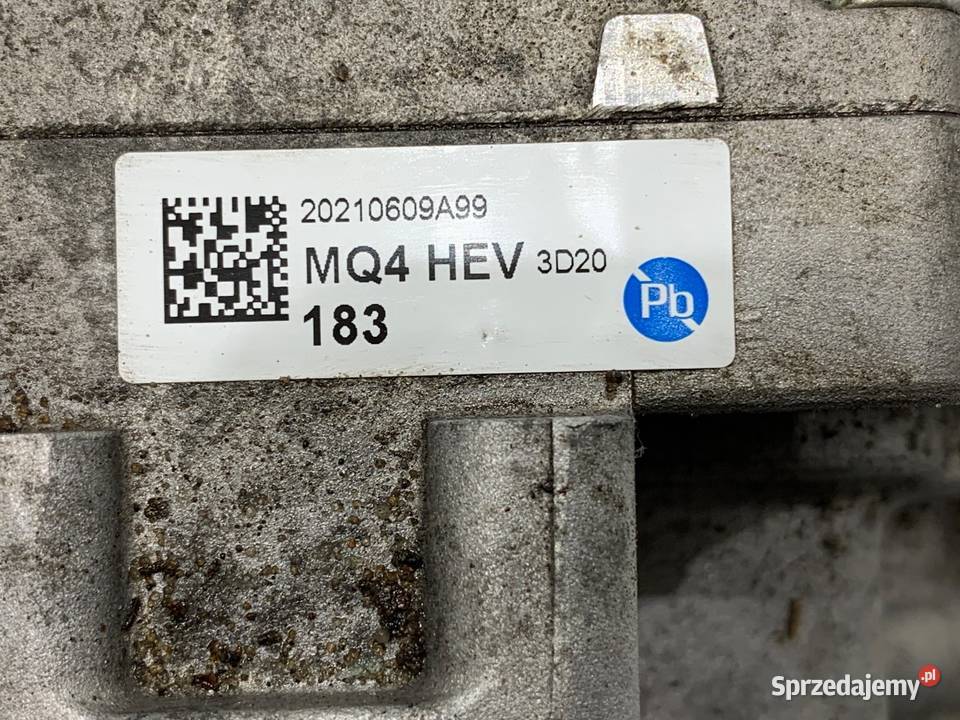 20210609A99
MQ4 HEV 3D20
183
Pb
Sprzedajemy.pl